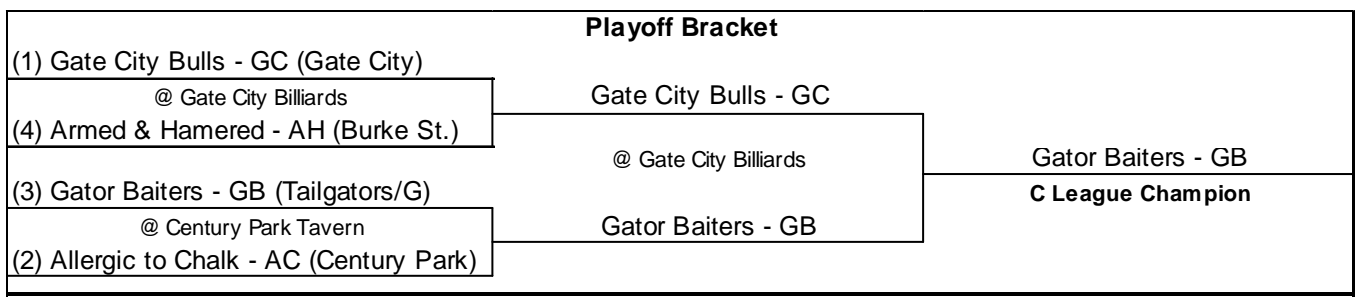 Playoff Bracket
(1) Gate City Bulls - GC (Gate City)
@ Gate City Billiards
Gate City Bulls - GC
(4) Armed & Hamered - AH (Burke St.)
@ Gate City Billiards
Gator Baiters - GB
(3) Gator Baiters - GB (Tailgators/G)
C League Champion
@ Century Park Tavern
Gator Baiters - GB
(2) Allergic to Chalk - AC (Century Park)